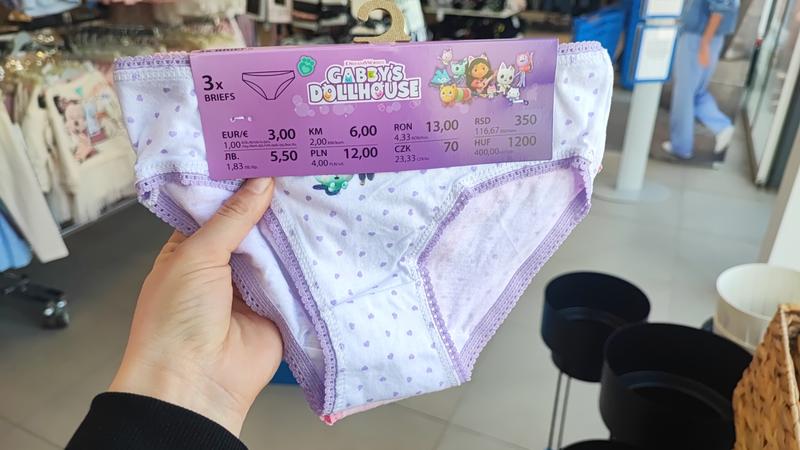 DREAMWORKS
GABBY'S
DOLLHOUSE
3x
BRIEFS
EUR/€ 3,00
1,00
ЛВ. 5,50
1,83
KM 6,00
2,00
PLN 12,00
4,00
RON 13,00
4,33
CZK 70
23,33
RSD 350
116,67
HUF 1200
400,00